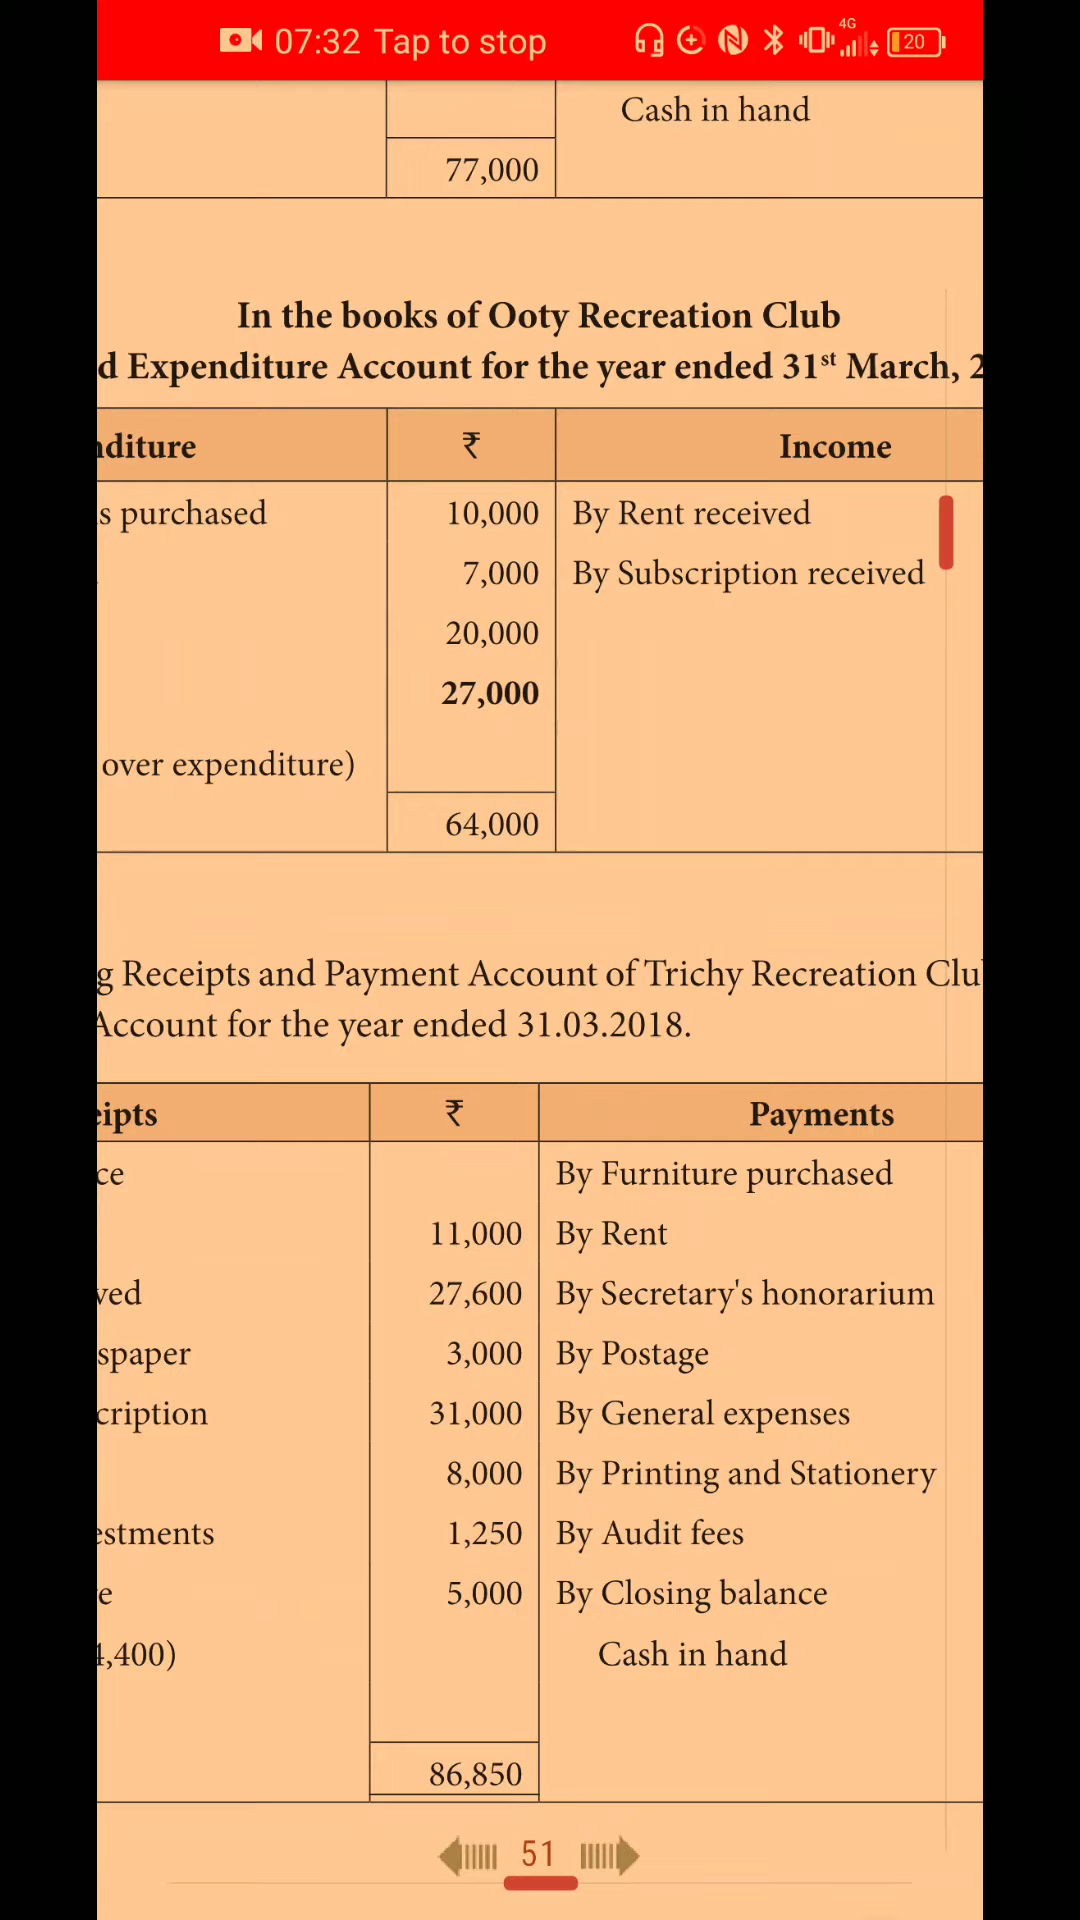 07:32 Tap to stop 4G 20
Cash in hand
77,000
In the books of Ooty Recreation Club
d Expenditure Account for the year ended 31st March, 2
nditure ₹ Income
s purchased 10,000 By Rent received
7,000 By Subscription received
20,000
27,000
over expenditure)
64,000
g Receipts and Payment Account of Trichy Recreation Clu
Account for the year ended 31.03.2018.
eipts ₹ Payments
ce By Furniture purchased
11,000 By Rent
ved 27,600 By Secretary's honorarium
spaper 3,000 By Postage
cription 31,000 By General expenses
8,000 By Printing and Stationery
estments 1,250 By Audit fees
e 5,000 By Closing balance
4,400) Cash in hand
86,850
51